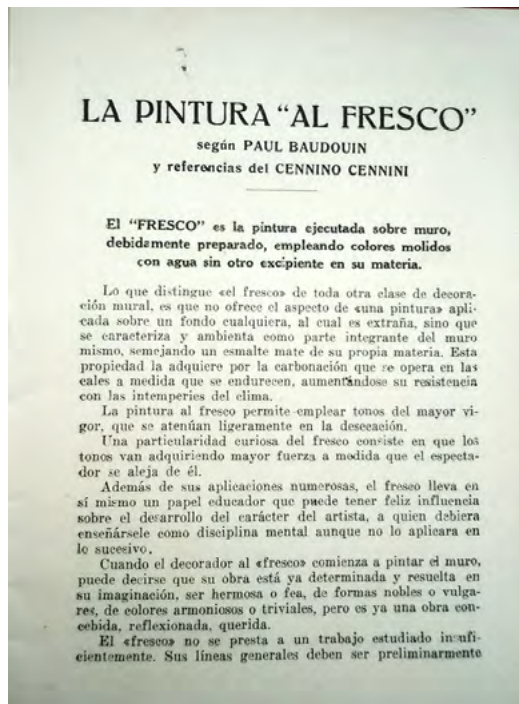 LA PINTURA “AL FRESCO”
según PAUL BAUDOUIN
y referencias del CENNINO CENNINI
El “FRESCO” es la pintura ejecutada sobre muro,
debidamente preparado, empleando colores molidos
con agua sin otro excipiente en su materia.
Lo que distingue «el fresco» de toda otra clase de decora-
ción mural, es que no ofrece el aspecto de «una pintura» apli-
cada sobre un fondo cualquiera, al cual es extraña, sino que
se caracteriza y ambienta como parte integrante del muro
mismo, semejando un esmalte mate de su propia materia. Esta
propiedad la adquiere por la carbonación que se opera en las
cales a medida que se endurecen, aumentándose su resistencia
con las intemperies del clima.
La pintura al fresco permite emplear tonos del mayor vi-
gor, que se atenúan ligeramente en la desecación.
Una particularidad curiosa del fresco consiste en que los
tonos van adquiriendo mayor fuerza a medida que el especta-
dor se aleja de él.
Además de sus aplicaciones numerosas, el fresco lleva en
sí mismo un papel educador que puede tener feliz influencia
sobre el desarrollo del carácter del artista, a quien debiera
enseñársele como disciplina mental aunque no lo aplicara en
lo sucesivo.
Cuando el decorador al «fresco» comienza a pintar el muro,
puede decirse que su obra está ya determinada y resuelta en
su imaginación, ser hermosa o fea, de formas nobles o vulga-
res, de colores armoniosos o triviales, pero es ya una obra con-
cebida, reflexionada, querida.
El «fresco» no se presta a un trabajo estudiado insufi-
cientemente. Sus líneas generales deben ser preliminarmente